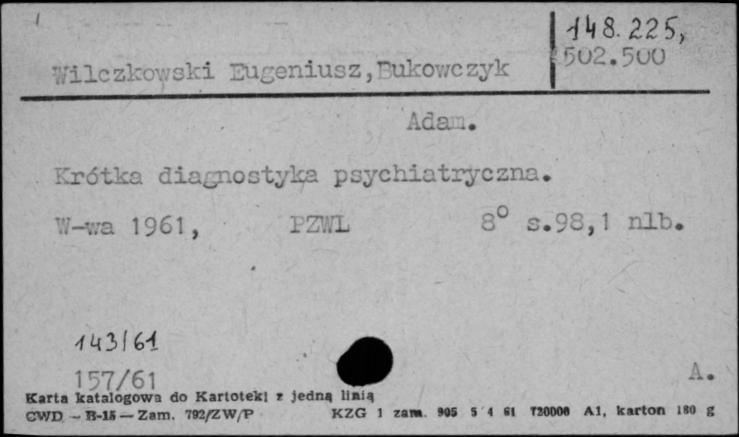 148.225,
502.500
Wilczkowski Eugeniusz,Bukowczyk
Adam.
Krótka diagnostyka psychiatryczna.
W-wa 1961, PZWL 8° s.98,1 nlb.
143/61
157/61
A.
Karta katalogowa do Kartoteki z jedną linią
CWD - B-15 — Zam. 792/ZW/P KZG 1 zam. 905 5 4 61 T20000 A1, karton 180 g